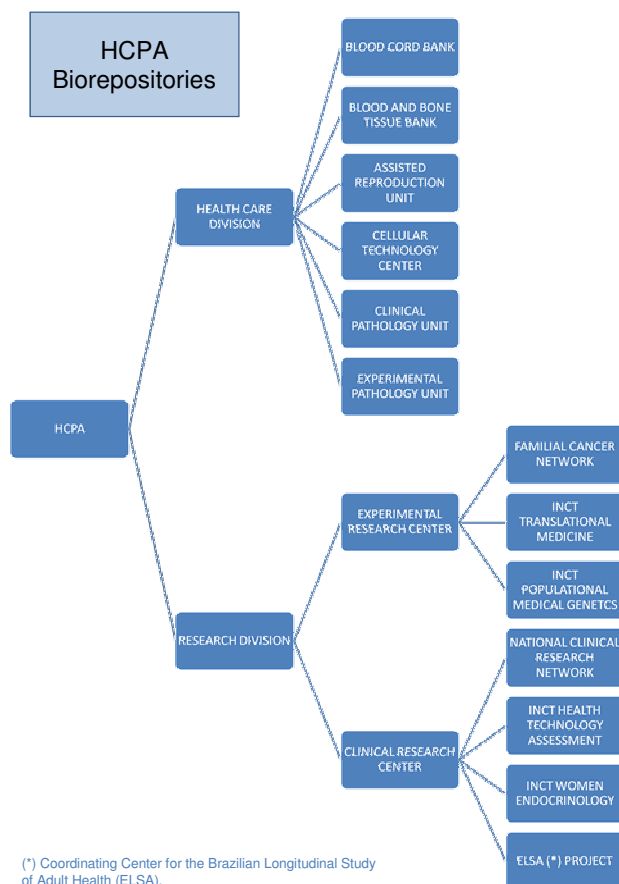 HCPA
Biorepositories
BLOOD CORD BANK
BLOOD AND BONE
TISSUE BANK
ASSISTED
REPRODUCTION
UNIT
HEALTH CARE
DIVISION
CELLULAR
TECHNOLOGY
CENTER
CLINICAL
PATHOLOGY UNIT
EXPERIMENTAL
PATHOLOGY UNIT
HCPA
FAMILIAL CANCER
NETWORK
EXPERIMENTAL
RESEARCH CENTER
INCT
TRANSLATIONAL
MEDICINE
INCT
POPULATIONAL
MEDICAL GENETCS
RESEARCH DIVISION
NATIONAL CLINICAL
RESEARCH
NETWORK
INCT HEALTH
TECHNOLOGY
ASSESSMENT
CLINICAL RESEARCH
CENTER
INCT WOMEN
ENDOCRINOLOGY
ELSA (*) PROJECT
(*) Coordinating Center for the Brazilian Longitudinal Study
of Adult Health (ELSA).